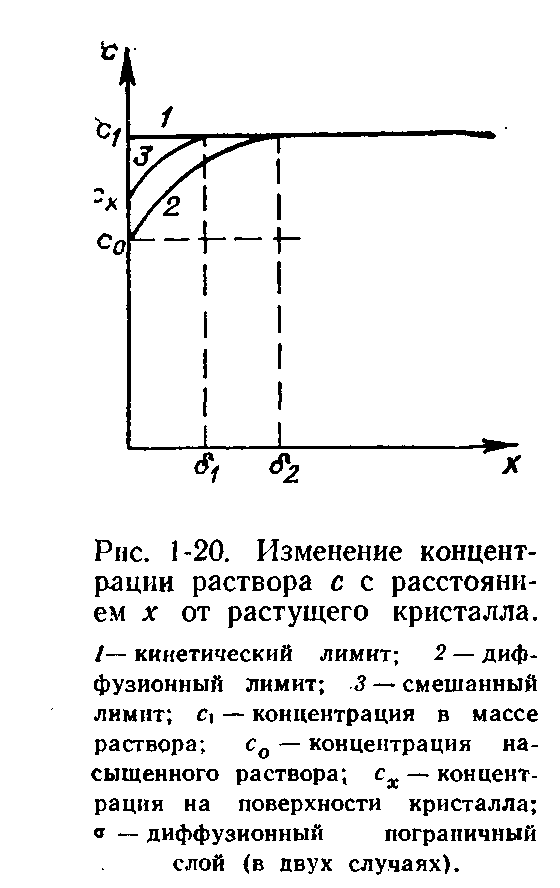 c
c₁
1
3
cₓ
2
c₀
δ₁
δ₂
x
Рис. 1-20. Изменение концент-
рации раствора c с расстояни-
ем x от растущего кристалла.
1— кинетический лимит; 2 — диф-
фузионный лимит; 3 — смешанный
лимит; c₁ — концентрация в массе
раствора; c₀ — концентрация на-
сыщенного раствора; cₓ — концент-
рация на поверхности кристалла;
σ — диффузионный пограничный
слой (в двух случаях).